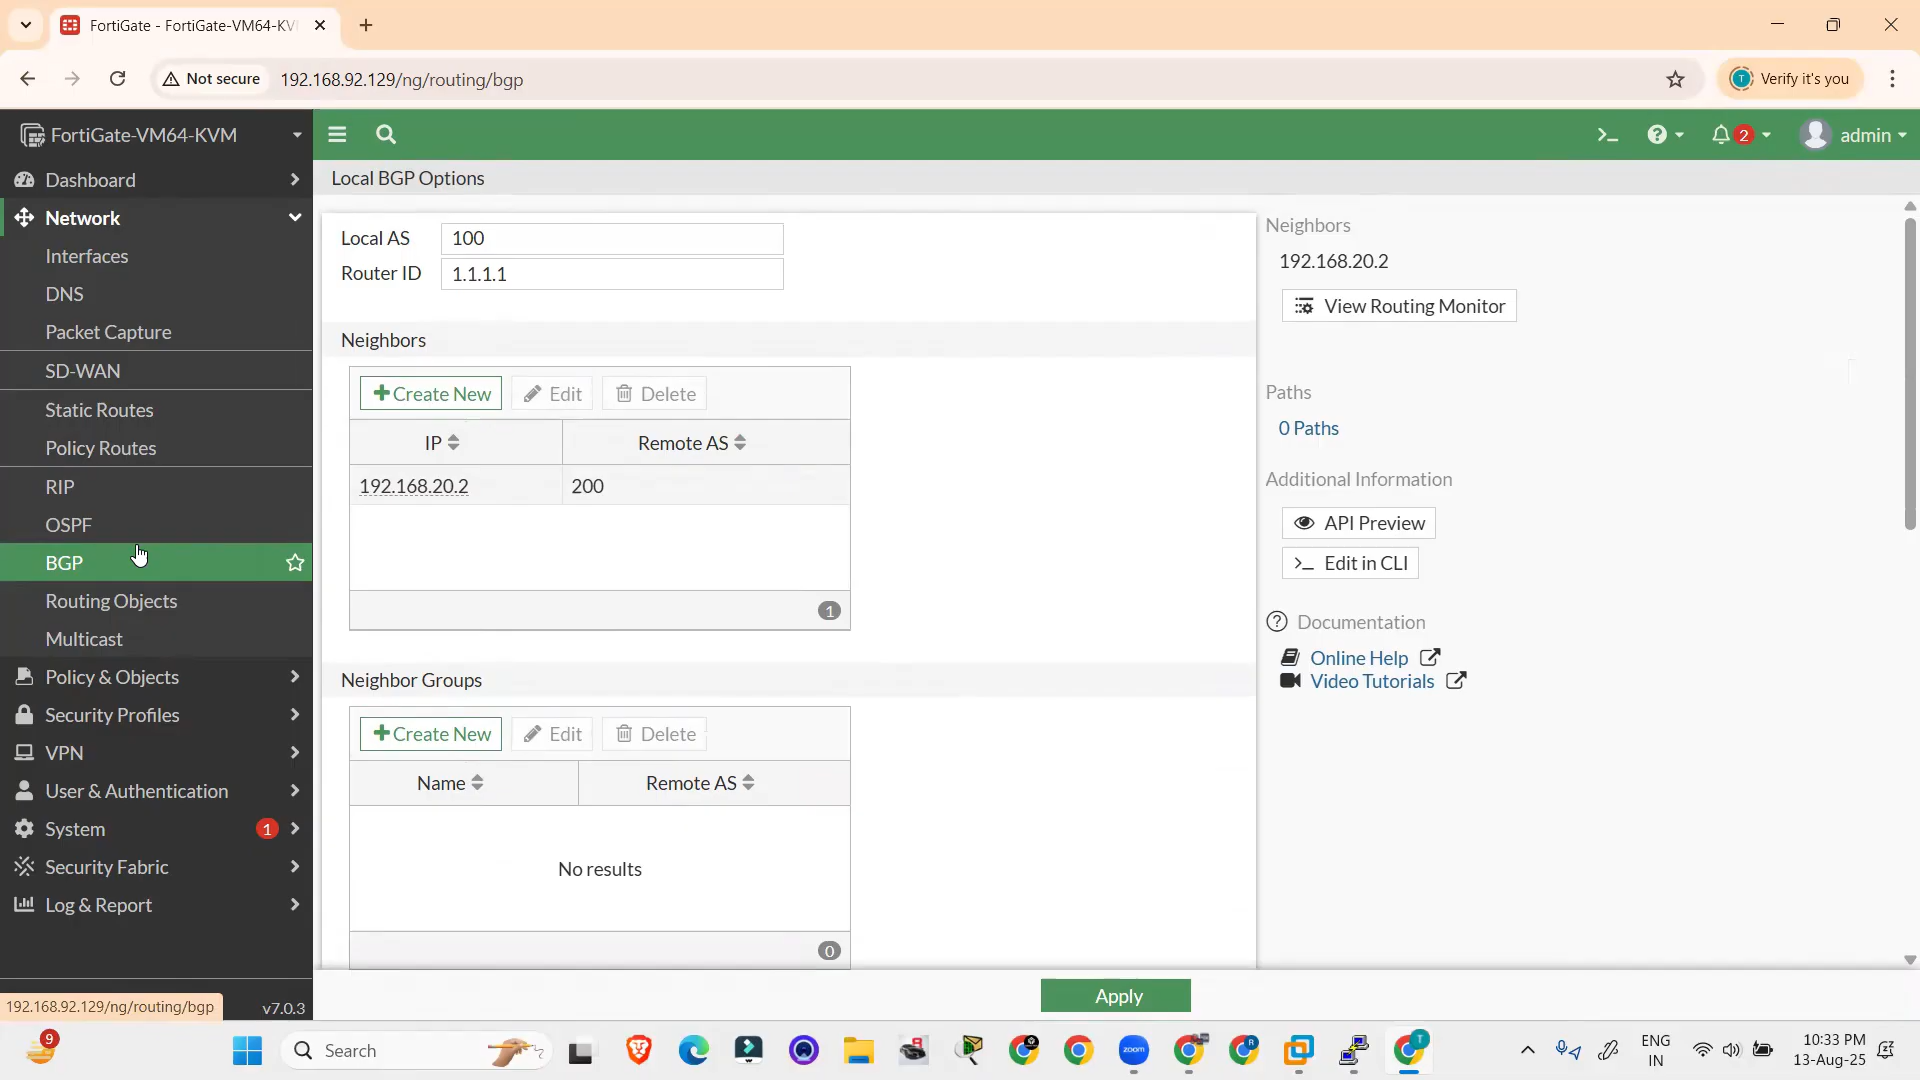 FortiGate - FortiGate-VM64-KV
Not secure
192.168.92.129/ng/routing/bgp
T
Verify it's you
FortiGate-VM64-KVM
2
admin
Dashboard
Network
Interfaces
DNS
Packet Capture
SD-WAN
Static Routes
Policy Routes
RIP
OSPF
BGP
Routing Objects
Multicast
Policy & Objects
Security Profiles
VPN
User & Authentication
System
1
Security Fabric
Log & Report
192.168.92.129/ng/routing/bgp
v7.0.3
Local BGP Options
Local AS
100
Router ID
1.1.1.1
Neighbors
Create New
Edit
Delete
IP
Remote AS
192.168.20.2
200
1
Neighbor Groups
Create New
Edit
Delete
Name
Remote AS
No results
0
Apply
Neighbors
192.168.20.2
View Routing Monitor
Paths
0 Paths
Additional Information
API Preview
>_ Edit in CLI
Documentation
Online Help
Video Tutorials
9
Search
zoom
R
T
ENG
IN
10:33 PM
13-Aug-25